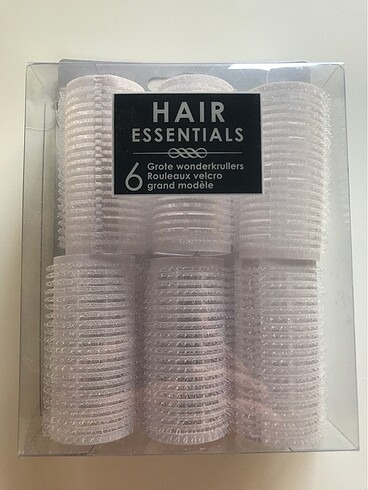 HAIR
ESSENTIALS
6 Grote wonderkrullers
Rouleaux velcro
grand modèle